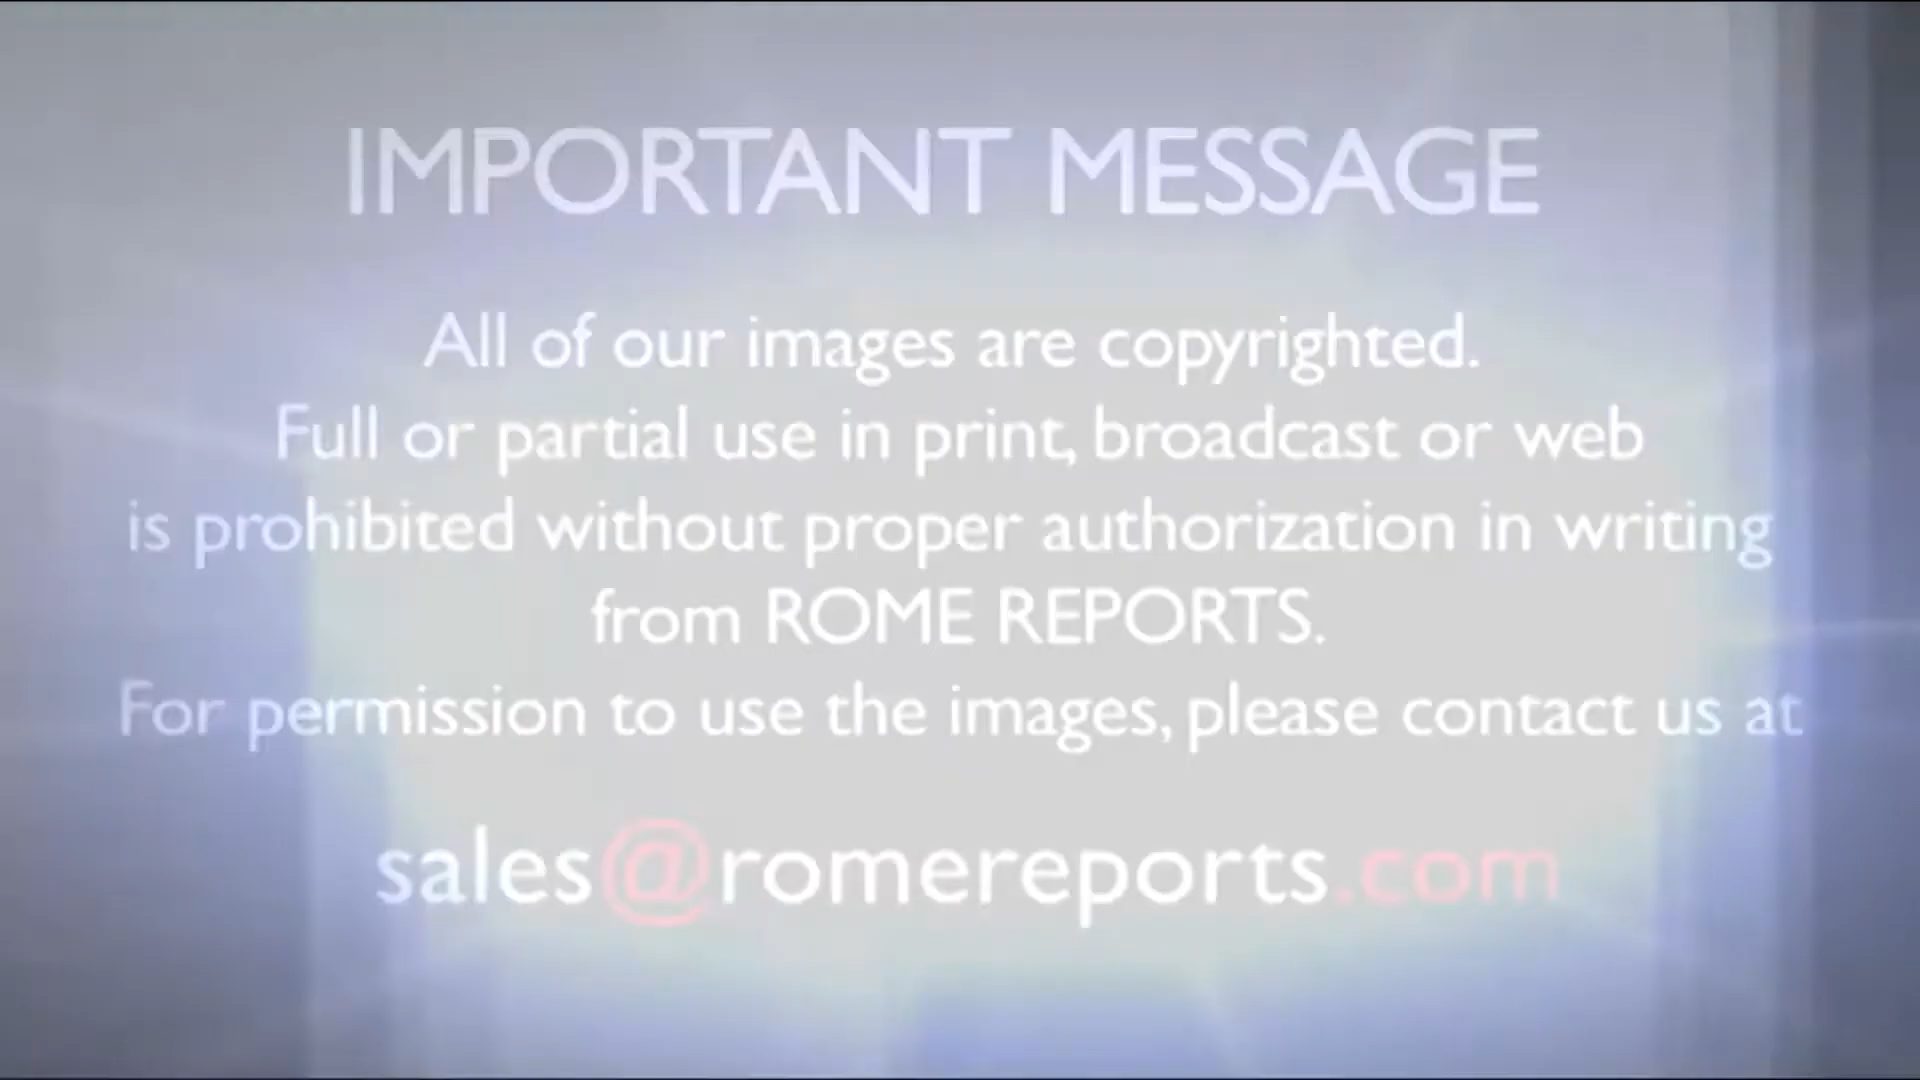 IMPORTANT MESSAGE
All of our images are copyrighted.
Full or partial use in print, broadcast or web
is prohibited without proper authorization in writing
from ROME REPORTS.
For permission to use the images, please contact us at
sales@romereports.com